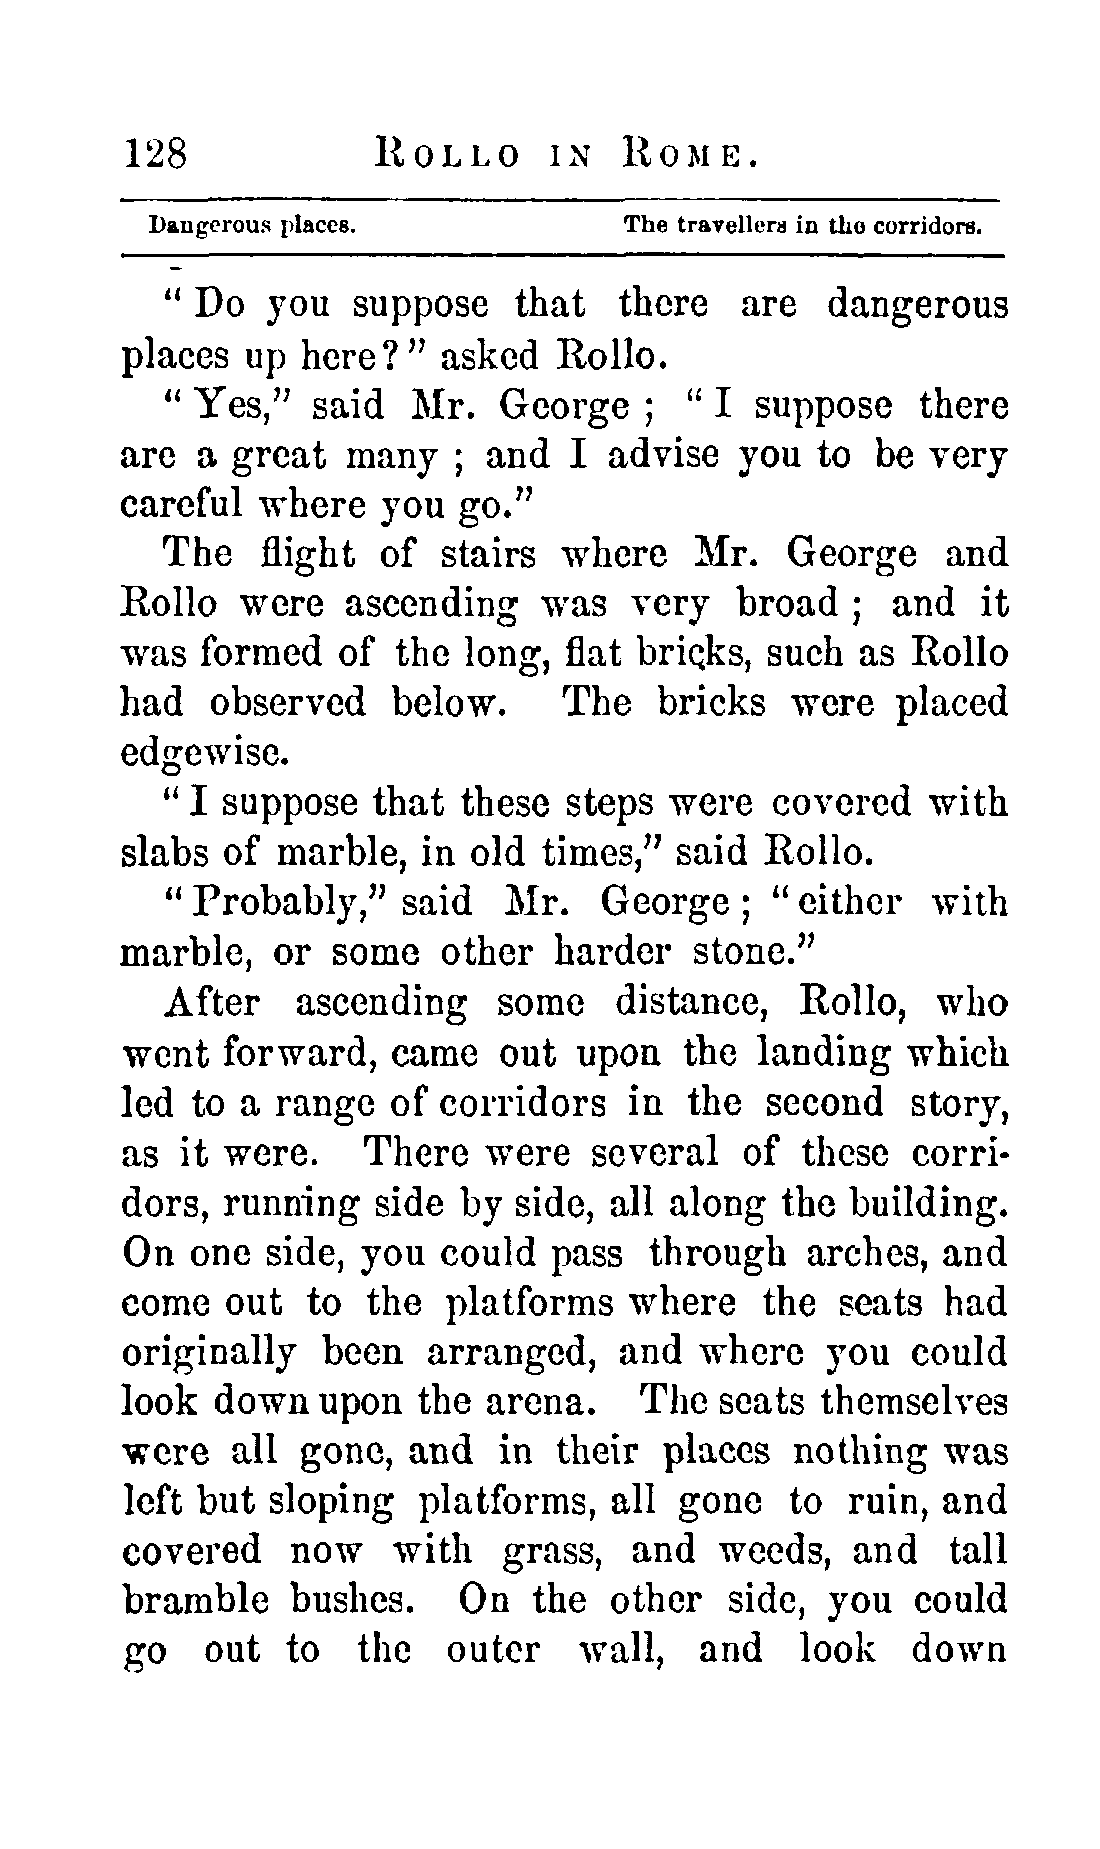 128 ROLLO IN ROME.
Dangerous places. The travellers in the corridors.
“ Do you suppose that there are dangerous
places up here? ” asked Rollo.
“ Yes,” said Mr. George ; “ I suppose there
are a great many ; and I advise you to be very
careful where you go.”
The flight of stairs where Mr. George and
Rollo were ascending was very broad ; and it
was formed of the long, flat bricks, such as Rollo
had observed below. The bricks were placed
edgewise.
“ I suppose that these steps were covered with
slabs of marble, in old times,” said Rollo.
“ Probably,” said Mr. George ; “ either with
marble, or some other harder stone.”
After ascending some distance, Rollo, who
went forward, came out upon the landing which
led to a range of corridors in the second story,
as it were. There were several of these corri-
dors, running side by side, all along the building.
On one side, you could pass through arches, and
come out to the platforms where the seats had
originally been arranged, and where you could
look down upon the arena. The seats themselves
were all gone, and in their places nothing was
left but sloping platforms, all gone to ruin, and
covered now with grass, and weeds, and tall
bramble bushes. On the other side, you could
go out to the outer wall, and look down